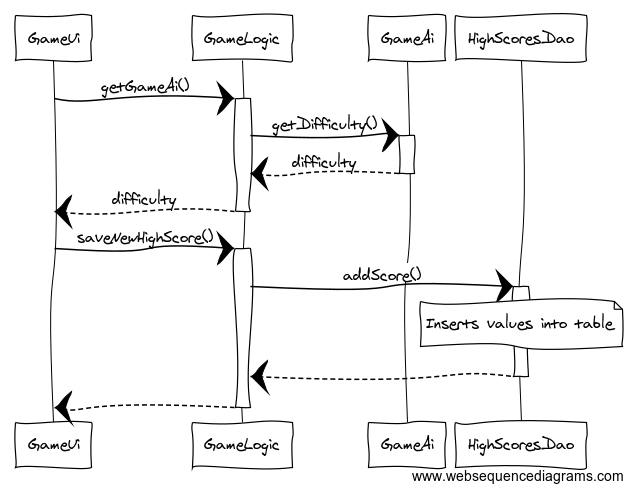 GameUi
GameLogic
GameAi
HighScoresDao
getGameAi()
getDifficulty()
difficulty
difficulty
saveNewHighScore()
addScore()
Inserts values into table
GameUi
GameLogic
GameAi
HighScoresDao
www.websequencediagrams.com